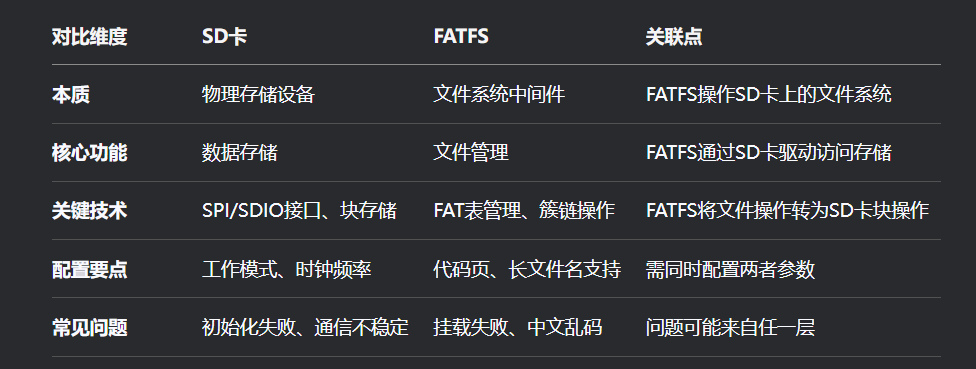 对比维度 SD卡 FATFS 关联点
本质 物理存储设备 文件系统中间件 FATFS操作SD卡上的文件系统
核心功能 数据存储 文件管理 FATFS通过SD卡驱动访问存储
关键技术 SPI/SDIO接口、块存储 FAT表管理、簇链操作 FATFS将文件操作转为SD卡块操作
配置要点 工作模式、时钟频率 代码页、长文件名支持 需同时配置两者参数
常见问题 初始化失败、通信不稳定 挂载失败、中文乱码 问题可能来自任一层